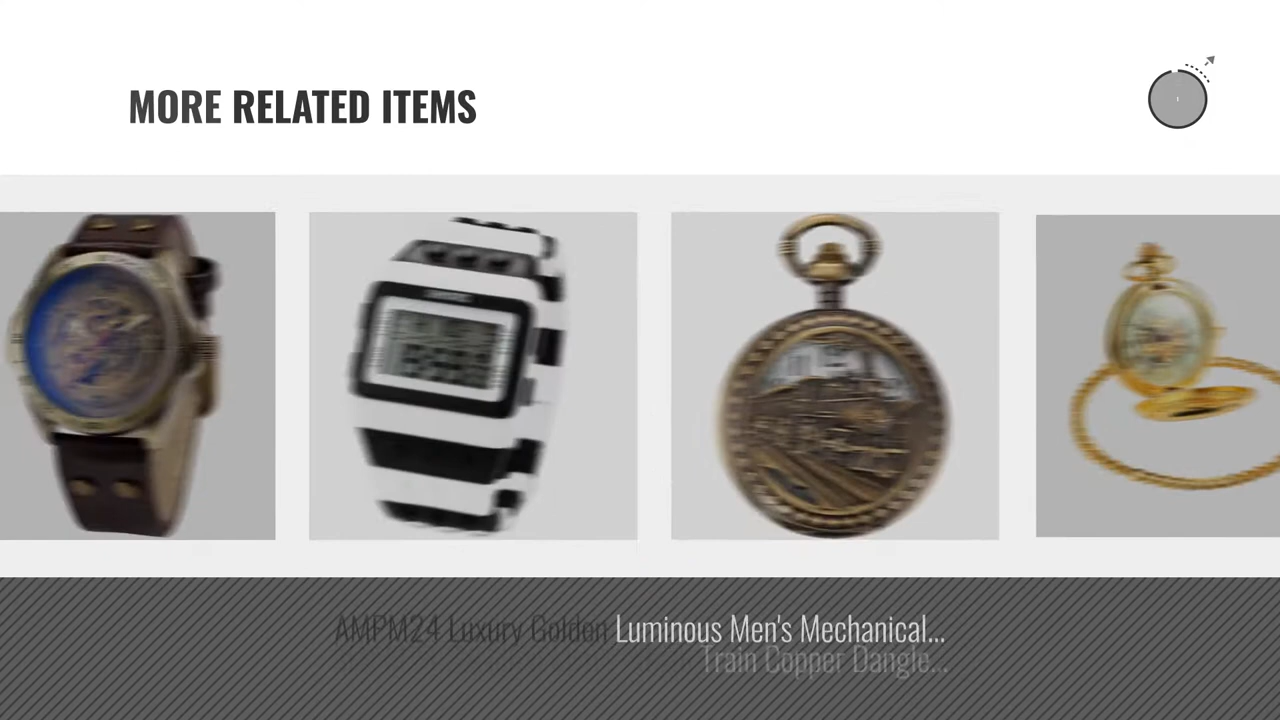 MORE RELATED ITEMS
AMPM24 Luxury Golden Luminous Men's Mechanical...
Train Copper Dangle...